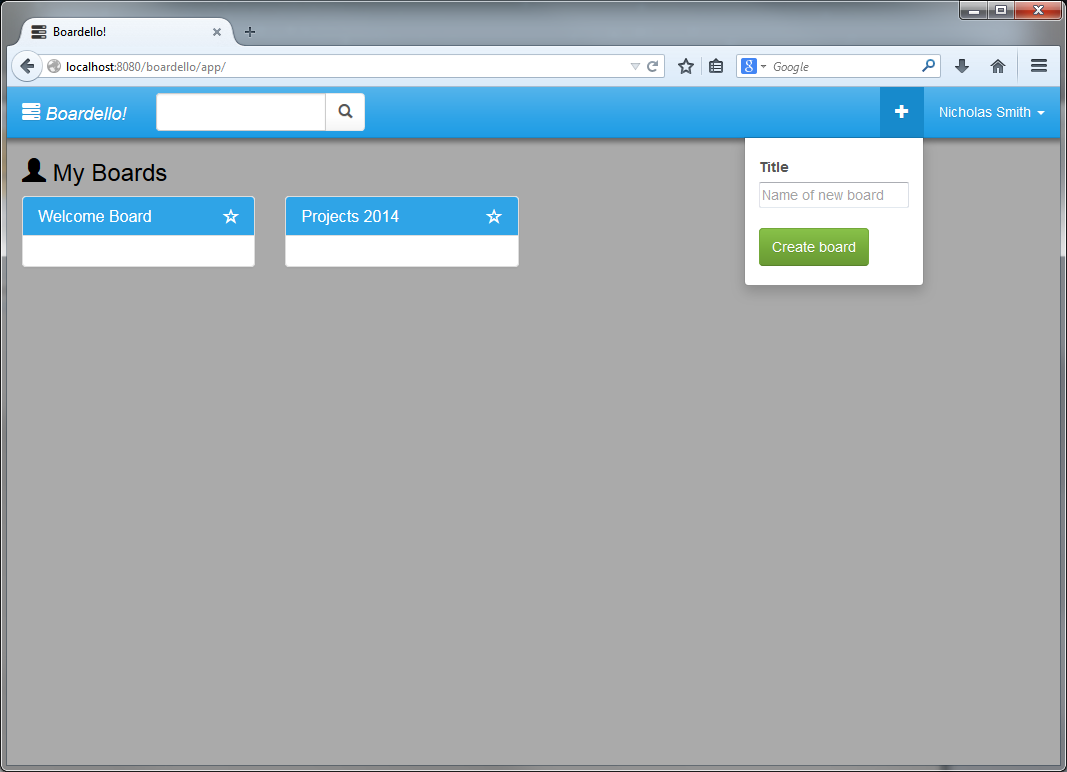 Boardello!
localhost:8080/boardello/app/
Google
Boardello!
Nicholas Smith
My Boards
Title
Name of new board
Create board
Welcome Board
Projects 2014